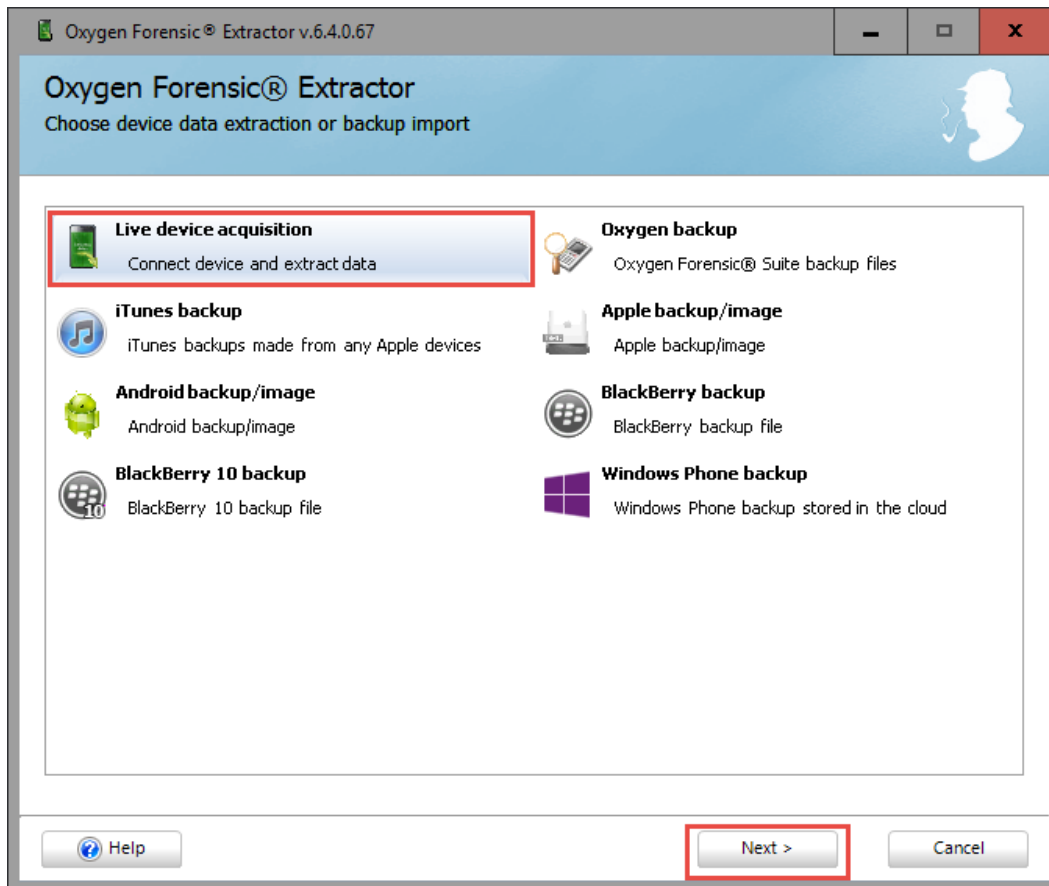 Oxygen Forensic® Extractor v.6.4.0.67
Oxygen Forensic® Extractor
Choose device data extraction or backup import
Live device acquisition
Connect device and extract data
Oxygen backup
Oxygen Forensic® Suite backup files
iTunes backup
iTunes backups made from any Apple devices
Apple backup/image
Apple backup/image
Android backup/image
Android backup/image
BlackBerry backup
BlackBerry backup file
BlackBerry 10 backup
BlackBerry 10 backup file
10
Windows Phone backup
Windows Phone backup stored in the cloud
Help
Next >
Cancel